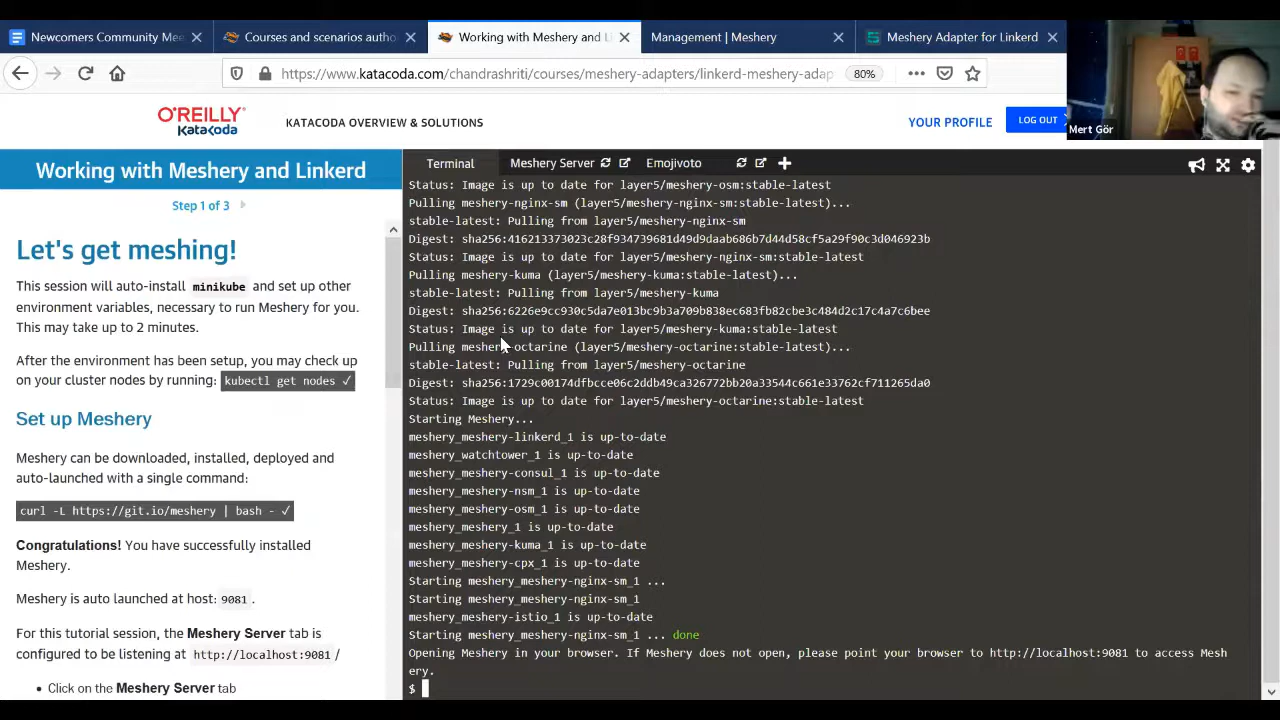 Newcomers Community Mee
Courses and scenarios autho
Working with Meshery and Li
Management | Meshery
Meshery Adapter for Linkerd
https://www.katacoda.com/chandrashriti/courses/meshery-adapters/linkerd-meshery-adap
80%
Mert Gör
O'REILLY
Katacoda
KATACODA OVERVIEW & SOLUTIONS
YOUR PROFILE
LOG OUT
Working with Meshery and Linkerd
Step 1 of 3
Let's get meshing!
This session will auto-install minikube and set up other
environment variables, necessary to run Meshery for you.
This may take up to 2 minutes.
After the environment has been setup, you may check up
on your cluster nodes by running: kubectl get nodes ✓
Set up Meshery
Meshery can be downloaded, installed, deployed and
auto-launched with a single command:
curl -L https://git.io/meshery | bash - ✓
Congratulations! You have successfully installed
Meshery.
Meshery is auto launched at host: 9081.
For this tutorial session, the Meshery Server tab is
configured to be listening at http://localhost:9081/
• Click on the Meshery Server tab
Terminal
Meshery Server
Emojivoto
Status: Image is up to date for layer5/meshery-osm:stable-latest
Pulling meshery-nginx-sm (layer5/meshery-nginx-sm:stable-latest)...
stable-latest: Pulling from layer5/meshery-nginx-sm
Digest: sha256:416213373023c28f934739681d49d9daab686b7d44d58cf5a29f90c3d046923b
Status: Image is up to date for layer5/meshery-nginx-sm:stable-latest
Pulling meshery-kuma (layer5/meshery-kuma:stable-latest)...
stable-latest: Pulling from layer5/meshery-kuma
Digest: sha256:6226e9cc930c5da7e013bc9b3a709b838ec683fb82cbe3c484d2c17c4a7c6bee
Status: Image is up to date for layer5/meshery-kuma:stable-latest
Pulling meshery-octarine (layer5/meshery-octarine:stable-latest)...
stable-latest: Pulling from layer5/meshery-octarine
Digest: sha256:1729c00174dfbcce06c2ddb49ca326772bb20a33544c661e33762cf711265da0
Status: Image is up to date for layer5/meshery-octarine:stable-latest
Starting Meshery...
meshery_meshery-linkerd_1 is up-to-date
meshery_watchtower_1 is up-to-date
meshery_meshery-consul_1 is up-to-date
meshery_meshery-nsm_1 is up-to-date
meshery_meshery-osm_1 is up-to-date
meshery_meshery_1 is up-to-date
meshery_meshery-kuma_1 is up-to-date
meshery_meshery-cpx_1 is up-to-date
Starting meshery_meshery-nginx-sm_1 ...
Starting meshery_meshery-nginx-sm_1
meshery_meshery-istio_1 is up-to-date
Starting meshery_meshery-nginx-sm_1 ... done
Opening Meshery in your browser. If Meshery does not open, please point your browser to http://localhost:9081 to access Mesh
ery.
$